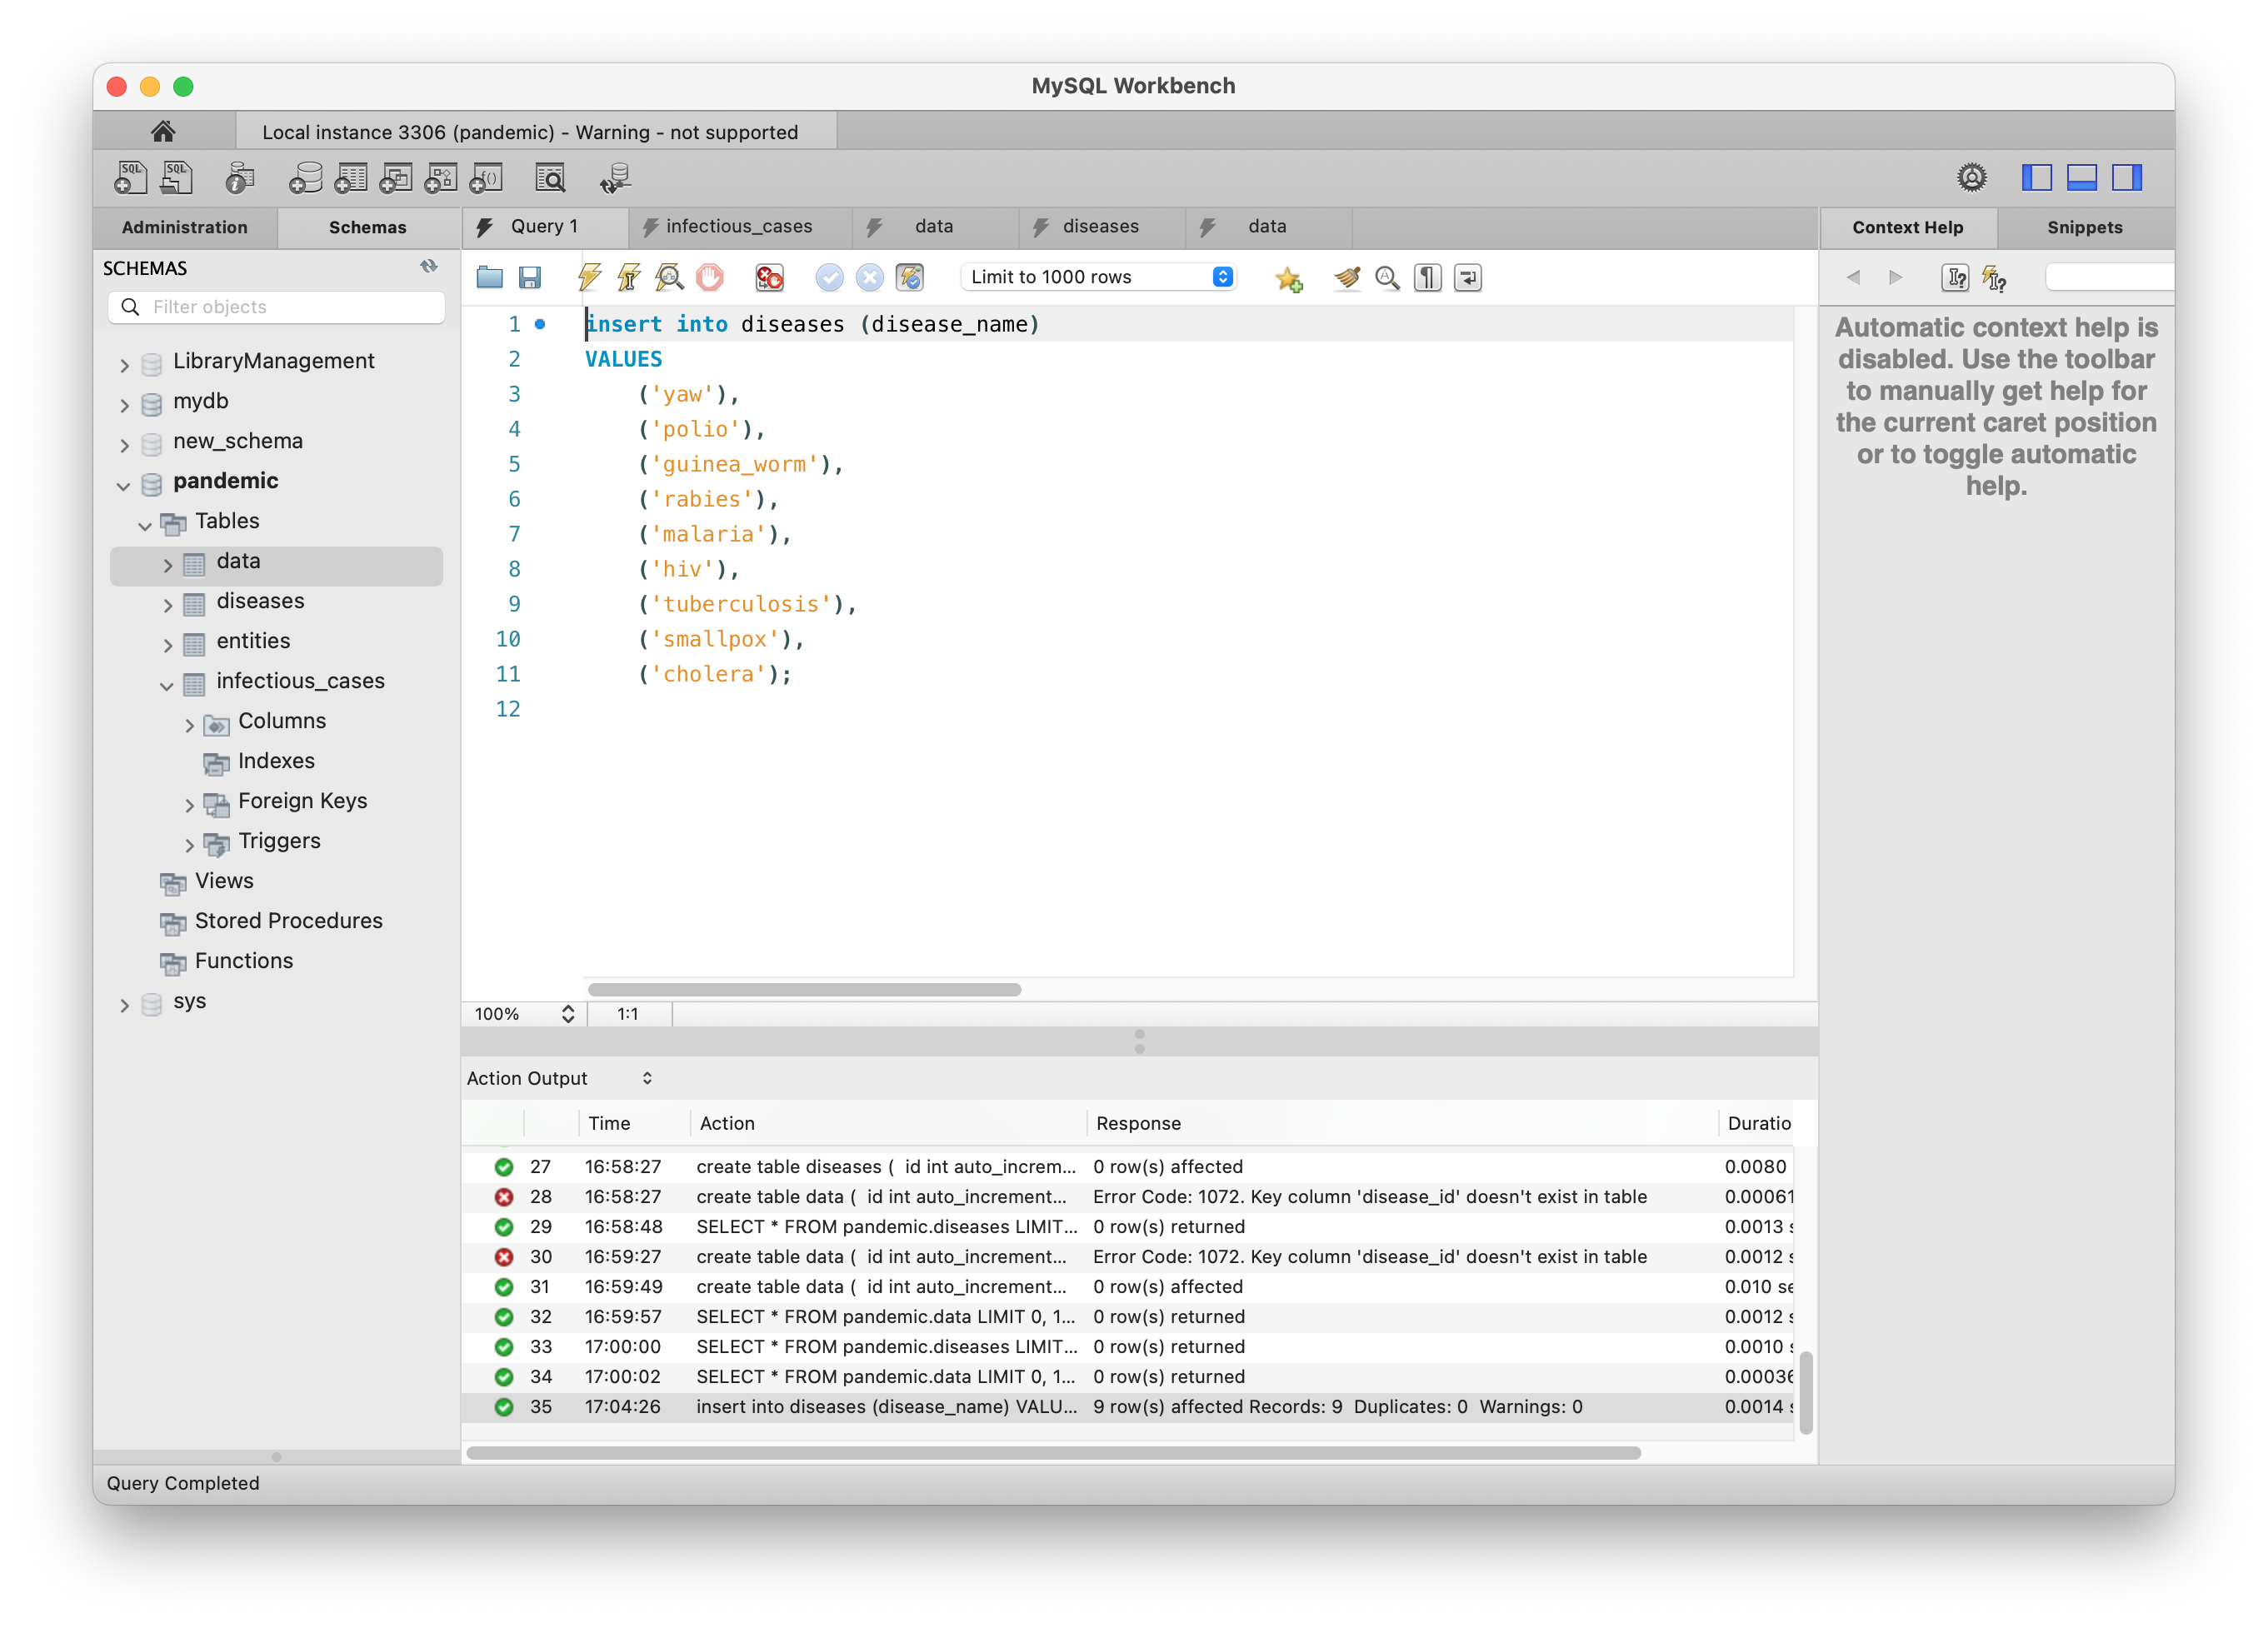 MySQL Workbench
Local instance 3306 (pandemic) - Warning - not supported
Administration
Schemas
Query 1
infectious_cases
data
diseases
data
Context Help
Snippets
SCHEMAS
Filter objects
LibraryManagement
mydb
new_schema
pandemic
Tables
data
diseases
entities
infectious_cases
Columns
Indexes
Foreign Keys
Triggers
Views
Stored Procedures
Functions
sys
Limit to 1000 rows
1 insert into diseases (disease_name)
2 VALUES
3 ('yaw'),
4 ('polio'),
5 ('guinea_worm'),
6 ('rabies'),
7 ('malaria'),
8 ('hiv'),
9 ('tuberculosis'),
10 ('smallpox'),
11 ('cholera');
12
100% 1:1
Automatic context help is
disabled. Use the toolbar
to manually get help for
the current caret position
or to toggle automatic
help.
Action Output
Time Action Response Duratio
27 16:58:27 create table diseases ( id int auto_increm... 0 row(s) affected 0.0080
28 16:58:27 create table data ( id int auto_increment... Error Code: 1072. Key column 'disease_id' doesn't exist in table 0.00061
29 16:58:48 SELECT * FROM pandemic.diseases LIMIT... 0 row(s) returned 0.0013 s
30 16:59:27 create table data ( id int auto_increment... Error Code: 1072. Key column 'disease_id' doesn't exist in table 0.0012 s
31 16:59:49 create table data ( id int auto_increment... 0 row(s) affected 0.010 se
32 16:59:57 SELECT * FROM pandemic.data LIMIT 0, 1... 0 row(s) returned 0.0012 s
33 17:00:00 SELECT * FROM pandemic.diseases LIMIT... 0 row(s) returned 0.0010 s
34 17:00:02 SELECT * FROM pandemic.data LIMIT 0, 1... 0 row(s) returned 0.00036
35 17:04:26 insert into diseases (disease_name) VALU... 9 row(s) affected Records: 9 Duplicates: 0 Warnings: 0 0.0014 s
Query Completed